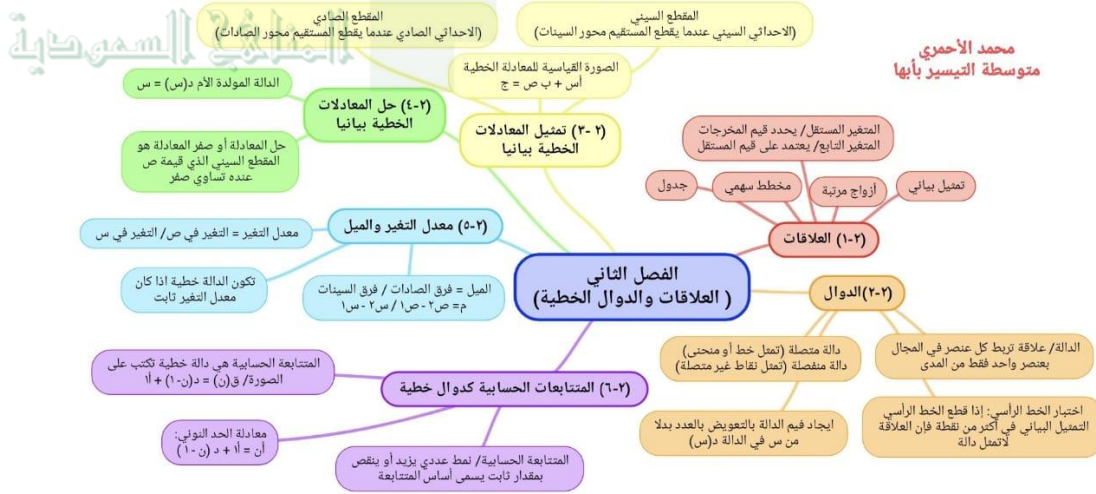 المناهج السعودية
محمد الأحمري
متوسطة التيسير بأبها
الفصل الثاني
( العلاقات والدوال الخطية)
(٢-١) العلاقات
المتغير المستقل/ يحدد قيم المخرجات
المتغير التابع/ يعتمد على قيم المستقل
تمثيل بياني
أزواج مرتبة
مخطط سهمي
جدول
(٢-٢)الدوال
الدالة/ علاقة تربط كل عنصر في المجال
بعنصر واحد فقط من المدى
دالة متصلة (تمثل خط أو منحنى)
دالة منفصلة (تمثل نقاط غير متصلة)
اختبار الخط الرأسي: إذا قطع الخط الرأسي
التمثيل البياني في أكثر من نقطة فإن العلاقة
لاتمثل دالة
ايجاد فيم الدالة بالتعويض بالعدد بدلا
من س في الدالة د(س)
(٢ -٣) تمثيل المعادلات
الخطية بيانيا
المقطع السيني
(الاحداثي السيني عندما يقطع المستقيم محور السينات)
المقطع الصادي
(الاحداثي الصادي عندما يقطع المستقيم محور الصادات)
الصورة القياسية للمعادلة الخطية
أس + ب ص = ج
(٢-٤) حل المعادلات
الخطية بيانيا
الدالة المولدة الأم د(س) = س
حل المعادلة أو صفر المعادلة هو
المقطع السيني الذي قيمة ص
عنده تساوي صفر
(٢-٥) معدل التغير والميل
معدل التغير = التغير في ص/ التغير في س
تكون الدالة خطية اذا كان
معدل التغير ثابت
الميل = فرق الصادات / فرق السينات
م= ص٢ - ص١ / س٢ - س١
(٢-٦) المتتابعات الحسابية كدوال خطية
المتتابعة الحسابية هي دالة خطية تكتب على
الصورة/ ق(ن) = د(ن-١) + أ١
معادلة الحد النوني:
أن = أ١ + د (ن - ١)
المتتابعة الحسابية/ نمط عددي يزيد أو ينقص
بمقدار ثابت يسمى أساس المتتابعة